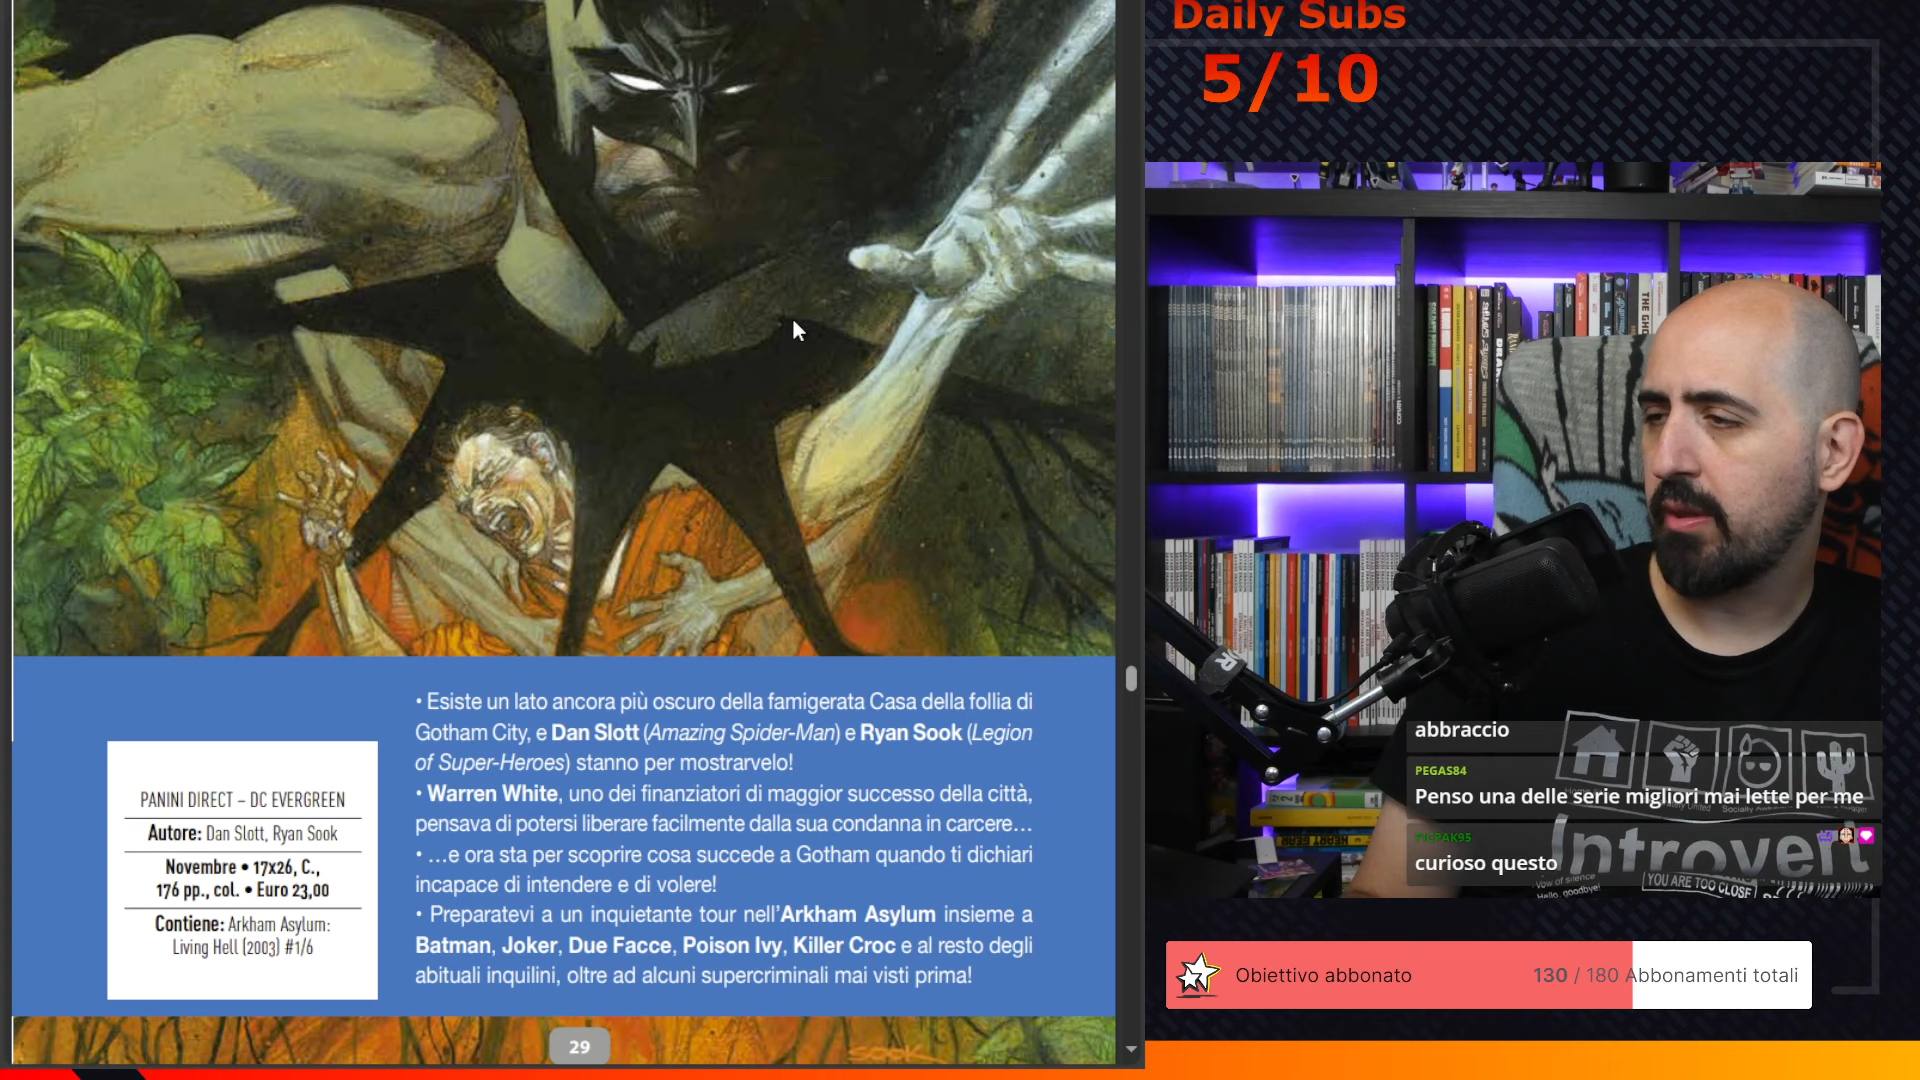 Daily Subs
5/10
• Esiste un lato ancora più oscuro della famigerata Casa della follia di
Gotham City, e Dan Slott (Amazing Spider-Man) e Ryan Sook (Legion
of Super-Heroes) stanno per mostrarvelo!
• Warren White, uno dei finanziatori di maggior successo della città,
pensava di potersi liberare facilmente dalla sua condanna in carcere...
• ...e ora sta per scoprire cosa succede a Gotham quando ti dichiari
incapace di intendere e di volere!
• Preparatevi a un inquietante tour nell'Arkham Asylum insieme a
Batman, Joker, Due Facce, Poison Ivy, Killer Croc e al resto degli
abituali inquilini, oltre ad alcuni supercriminali mai visti prima!
PANINI DIRECT – DC EVERGREEN
Autore: Dan Slott, Ryan Sook
Novembre • 17x26, C.,
176 pp., col. • Euro 23,00
Contiene: Arkham Asylum:
Living Hell (2003) #1/6
29
SOOK
abbraccio
PEGAS84
Penso una delle serie migliori mai lette per me
curioso questo
Introvert
Vow of silence
Hello, goodbye!
YOU ARE TOO CLOSE
Obiettivo abbonato
130 / 180 Abbonamenti totali